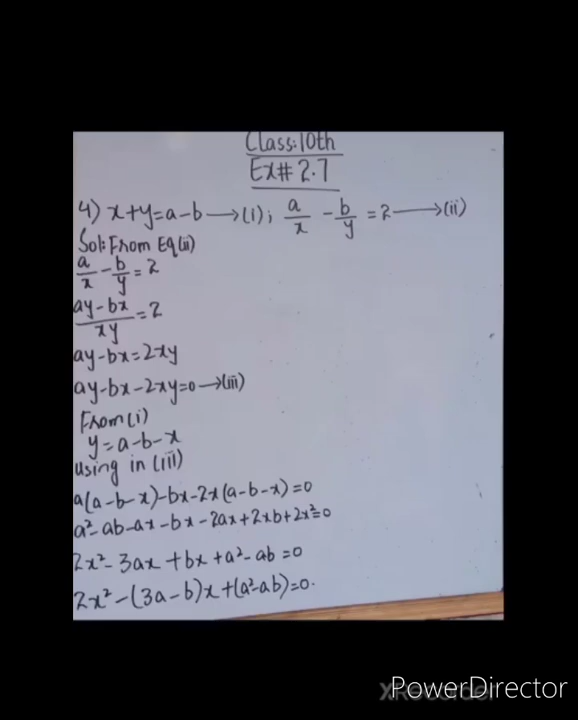 Class:10th
Ex# 2.7
4) x+y=a-b⟶(i); a/x - b/y = 2⟶(ii)
Sol: From Eq(ii)
a/x - b/y = 2
(ay-bx)/xy = 2
ay-bx=2xy
ay-bx-2xy=0⟶(iii)
From(i)
y=a-b-x
using in (iii)
a(a-b-x)-bx-2x(a-b-x)=0
a²-ab-ax-bx-2ax+2xb+2x²=0
2x²-3ax+bx+a²-ab=0
2x²-(3a-b)x+(a²-ab)=0.
PowerDirector